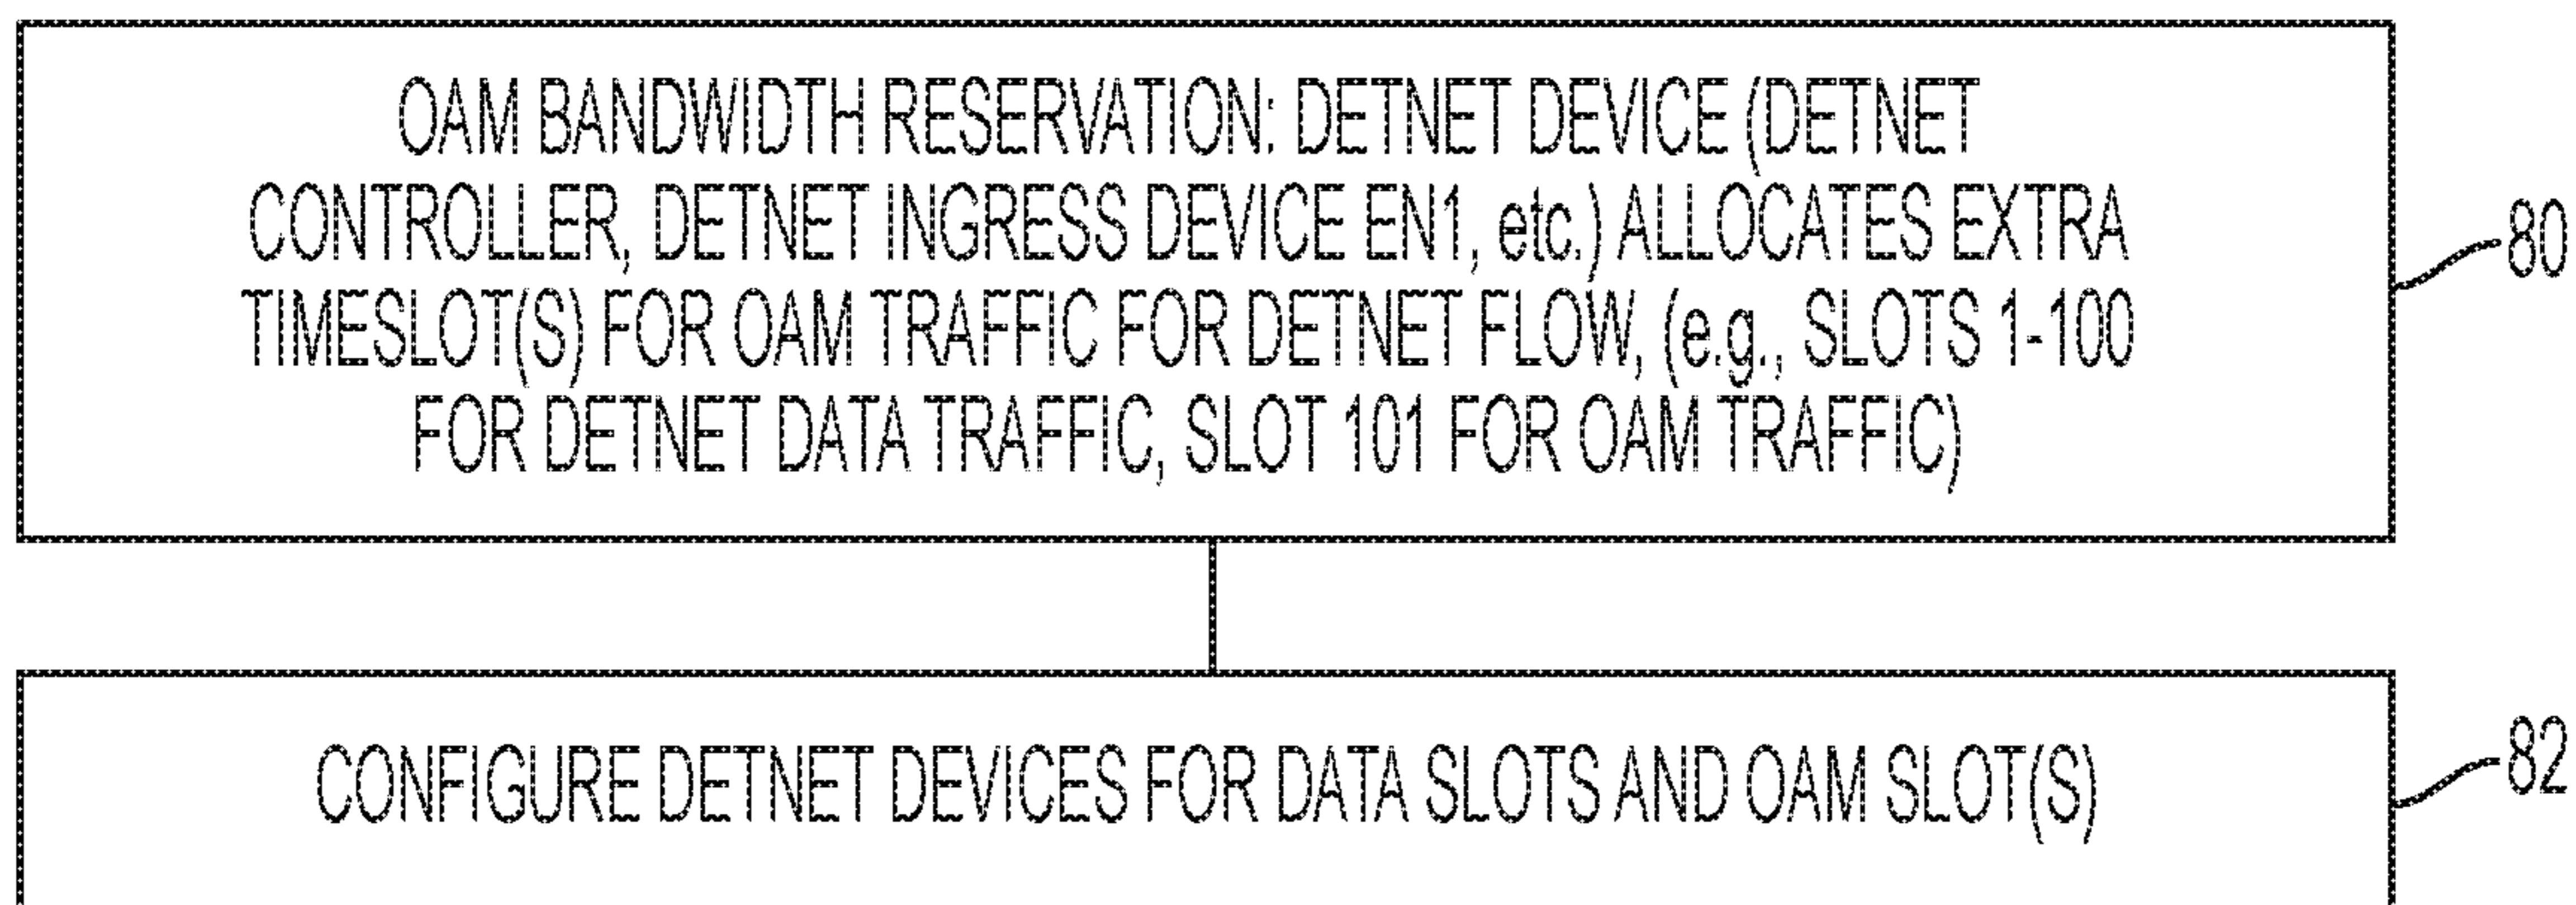 OAM BANDWIDTH RESERVATION: DETNET DEVICE (DETNET
CONTROLLER, DETNET INGRESS DEVICE EN1, etc.) ALLOCATES EXTRA
TIMESLOT(S) FOR OAM TRAFFIC FOR DETNET FLOW, (e.g., SLOTS 1-100
FOR DETNET DATA TRAFFIC, SLOT 101 FOR OAM TRAFFIC)
80
CONFIGURE DETNET DEVICES FOR DATA SLOTS AND OAM SLOT(S)
82